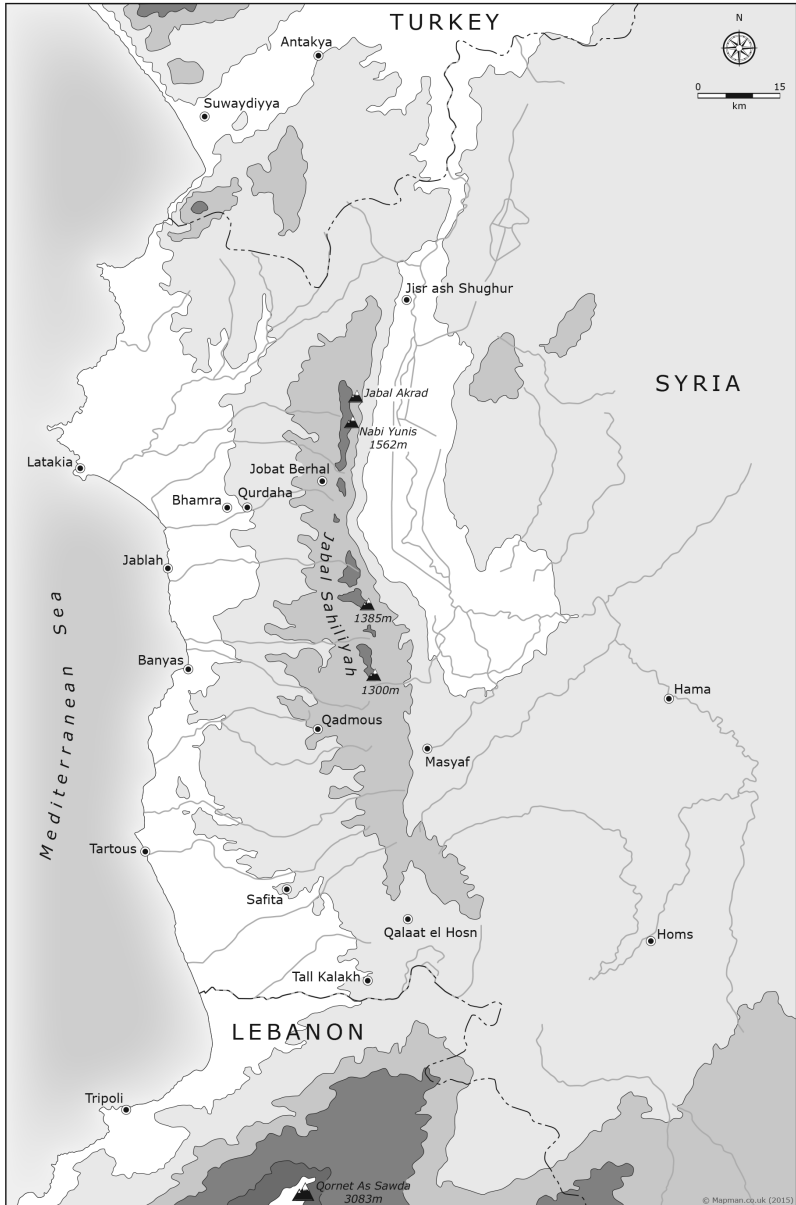 TURKEY
N
Antakya
0 15
km
Suwaydiyya
Jisr ash Shughur
SYRIA
Jabal Akrad
Nabi Yunis
1562m
Latakia
Jobat Berhal
Bhamra
Qurdaha
Jabal Sahiliyah
Jablah
1385m
Mediterranean Sea
Banyas
1300m
Hama
Qadmous
Masyaf
Tartous
Safita
Qalaat el Hosn
Homs
Tall Kalakh
LEBANON
Tripoli
Qornet As Sawda
3083m
© Mapman.co.uk (2015)